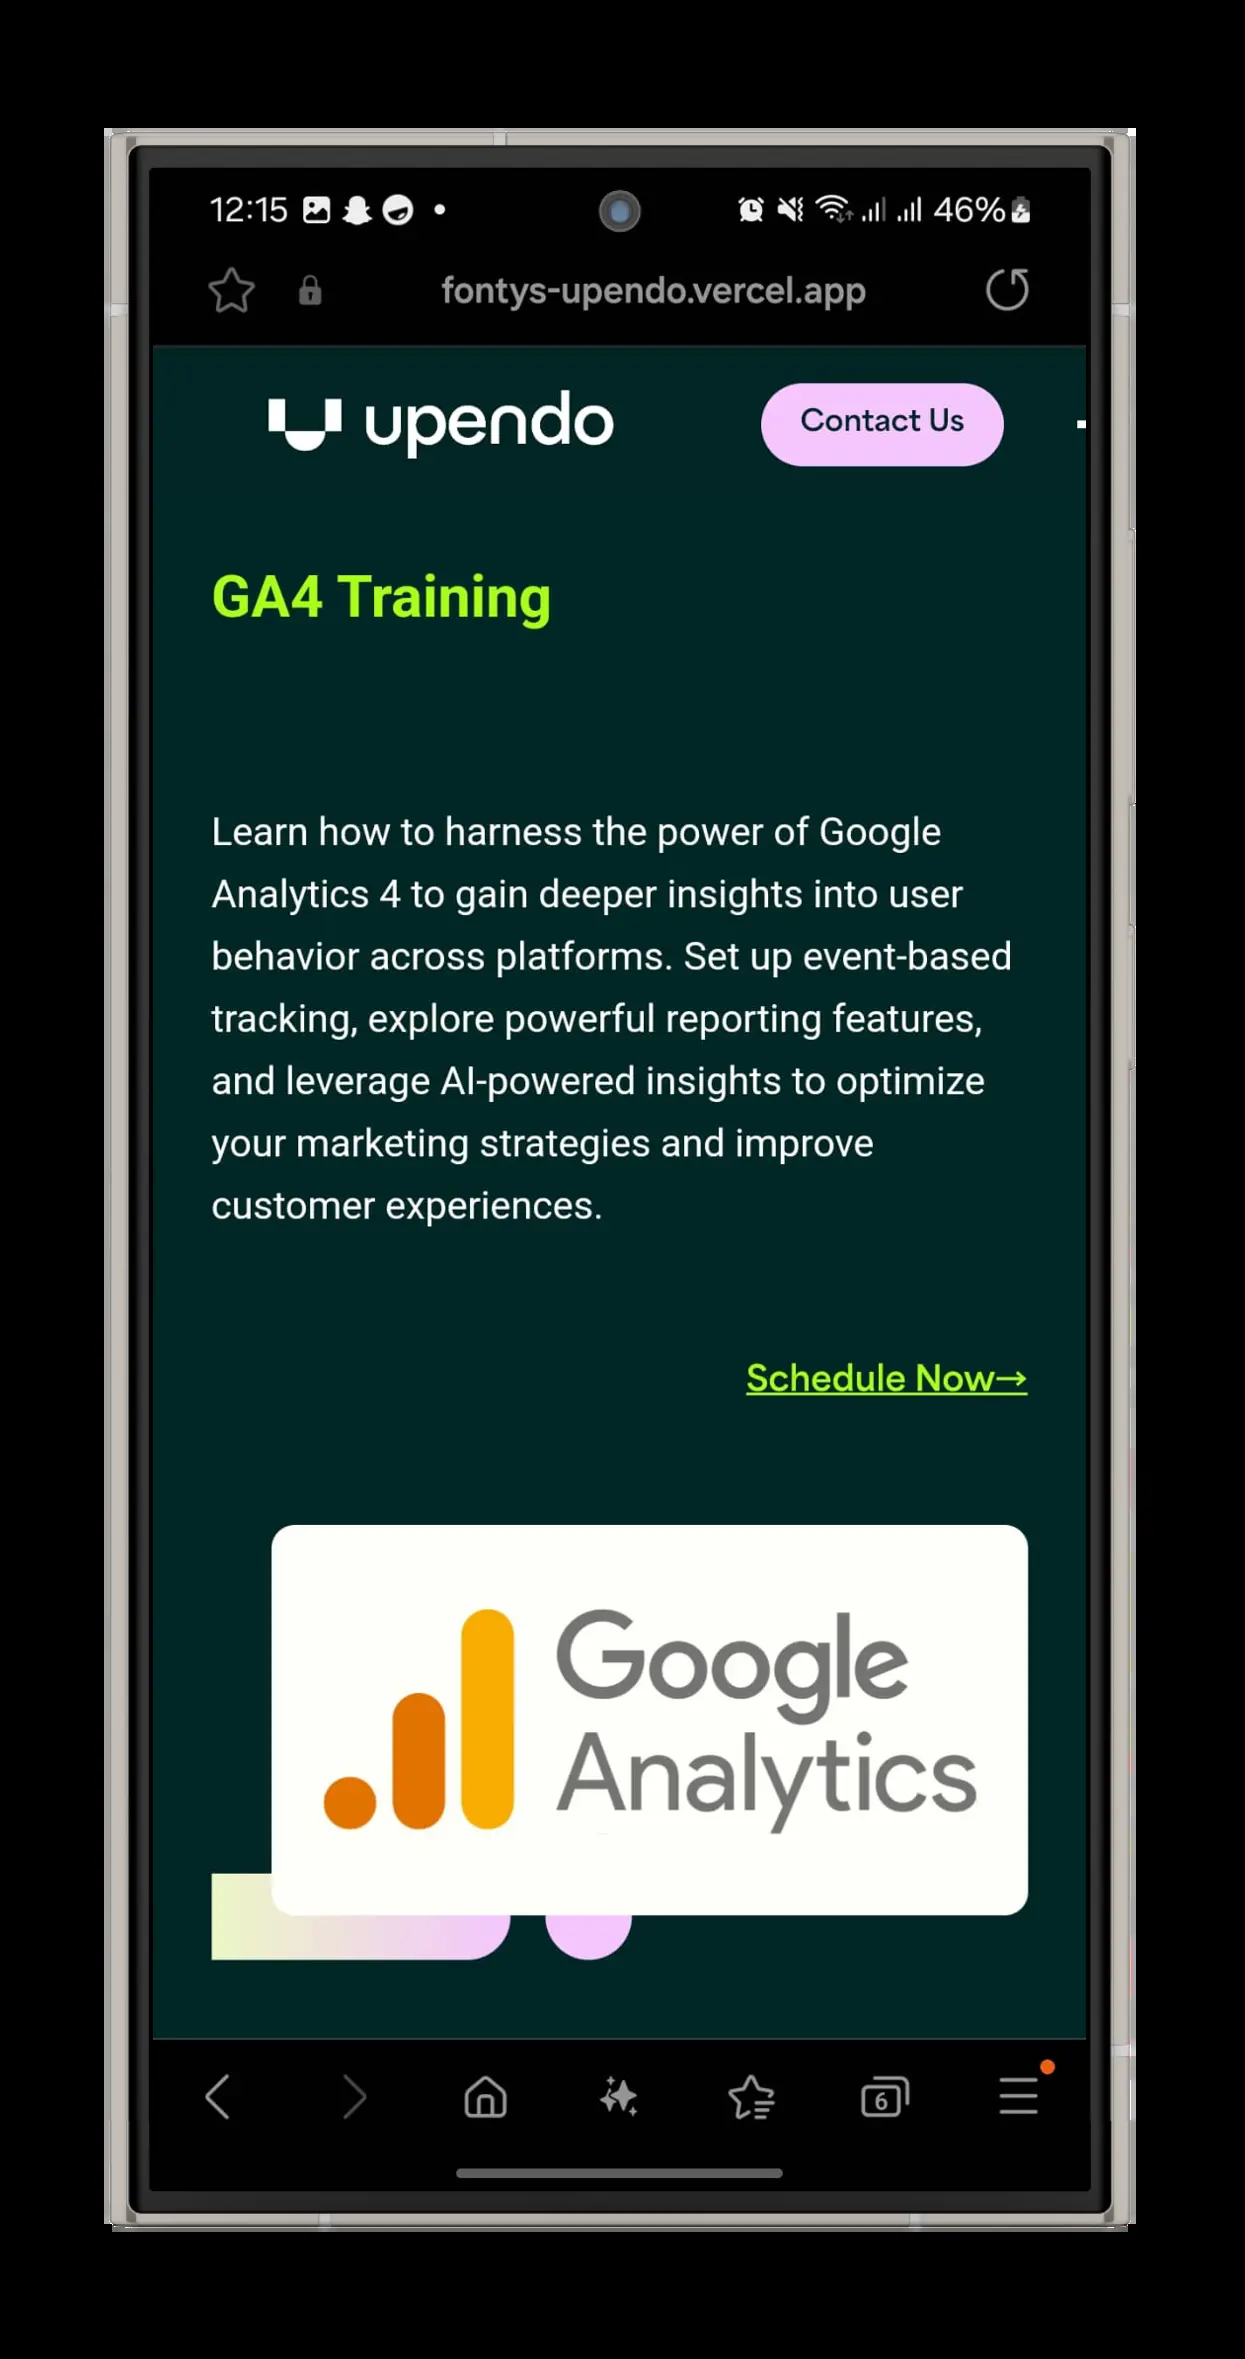 12:15
46%
fontys-upendo.vercel.app
upendo
Contact Us
GA4 Training
Learn how to harness the power of Google
Analytics 4 to gain deeper insights into user
behavior across platforms. Set up event-based
tracking, explore powerful reporting features,
and leverage AI-powered insights to optimize
your marketing strategies and improve
customer experiences.
Schedule Now→
Google
Analytics
6